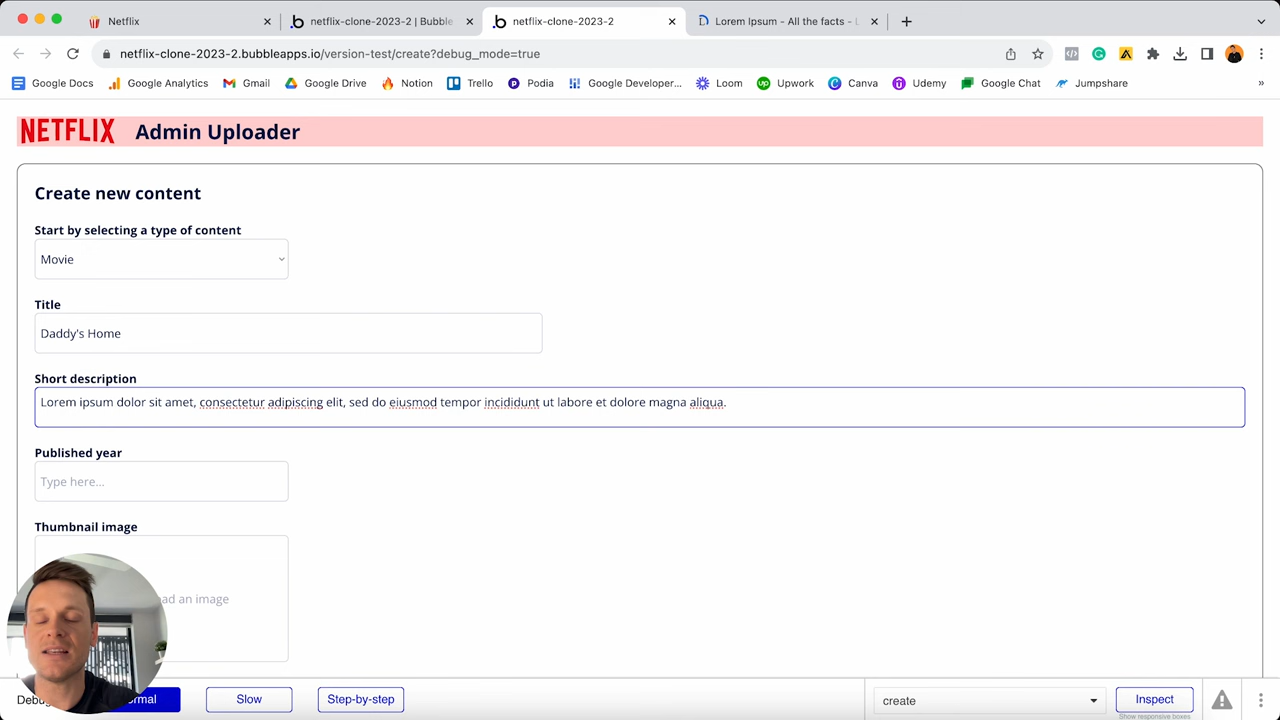 Netflix
netflix-clone-2023-2 | Bubble
netflix-clone-2023-2
Lorem Ipsum - All the facts - L
netflix-clone-2023-2.bubbleapps.io/version-test/create?debug_mode=true
Google Docs
Google Analytics
Gmail
Google Drive
Notion
Trello
Podia
Google Developer...
Loom
Upwork
Canva
Udemy
Google Chat
Jumpshare
»
NETFLIX Admin Uploader
Create new content
Start by selecting a type of content
Movie
Title
Daddy's Home
Short description
Lorem ipsum dolor sit amet, consectetur adipiscing elit, sed do eiusmod tempor incididunt ut labore et dolore magna aliqua.
Published year
Type here...
Thumbnail image
an image
Slow
Step-by-step
create
Inspect
Show responsive boxes